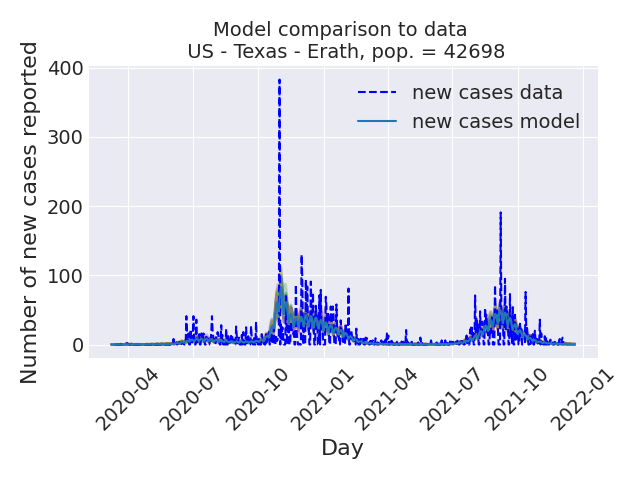 Model comparison to data
US - Texas - Erath, pop. = 42698
Number of new cases reported
400
300
200
100
0
new cases data
new cases model
2020-04
2020-07
2020-10
2021-01
2021-04
2021-07
2021-10
2022-01
Day